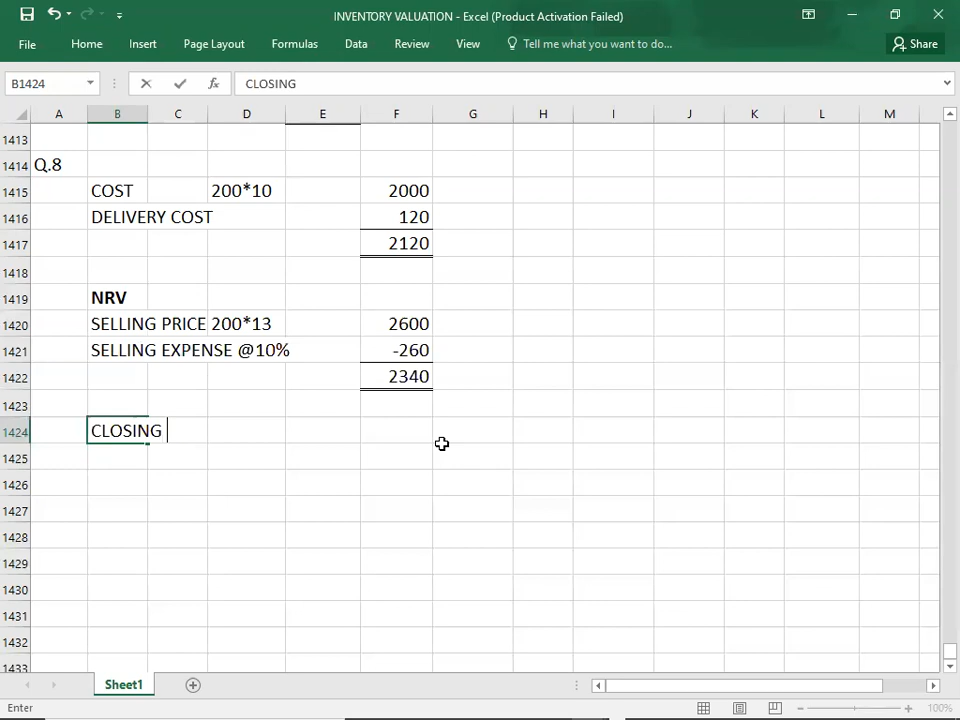 INVENTORY VALUATION - Excel (Product Activation Failed)
File Home Insert Page Layout Formulas Data Review View Tell me what you want to do... Share
B1424 fx CLOSING
A B C D E F G H I J K L M
1413
1414 Q.8
1415 COST 200*10 2000
1416 DELIVERY COST 120
1417 2120
1418
1419 NRV
1420 SELLING PRICE 200*13 2600
1421 SELLING EXPENSE @10% -260
1422 2340
1423
1424 CLOSING
1425
1426
1427
1428
1429
1430
1431
1432
1433
Sheet1
Enter 100%